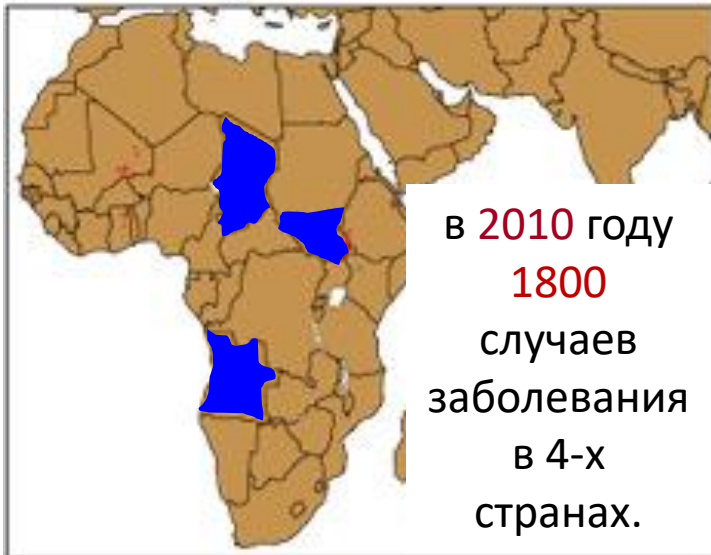 в 2010 году
1800
случаев
заболевания
в 4-х
странах.